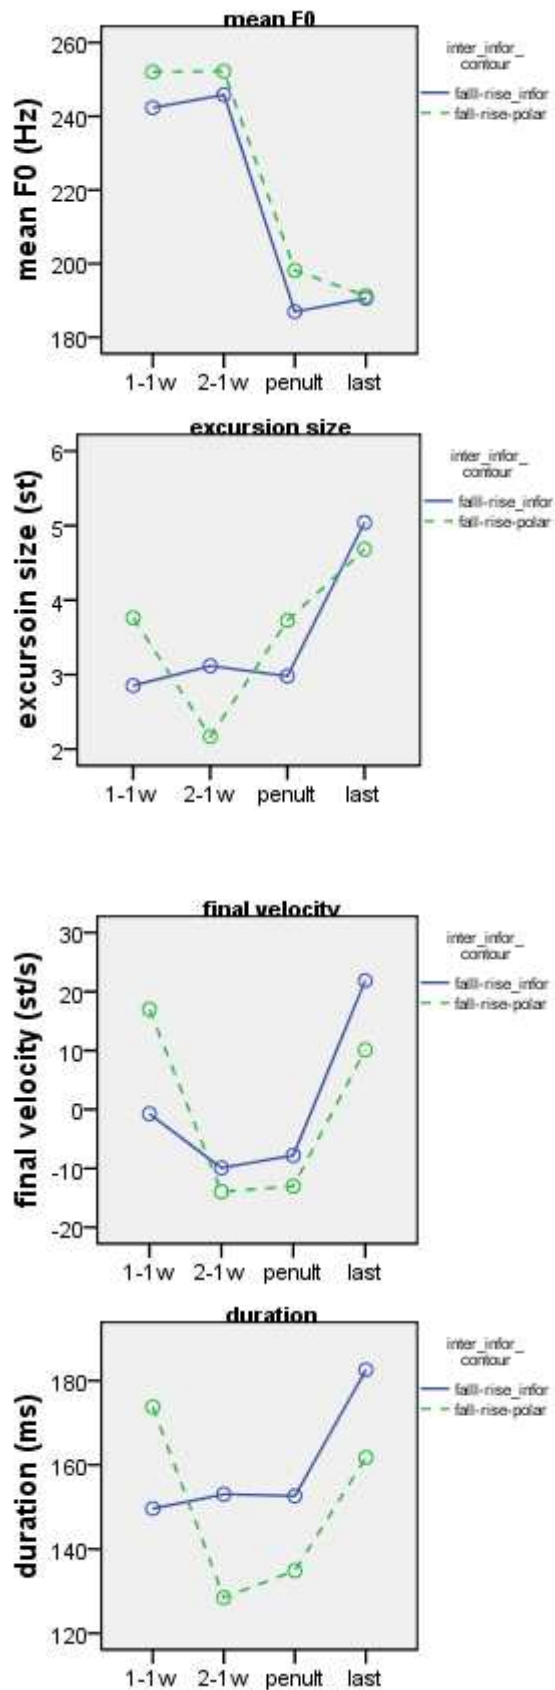 mean F0
mean F0 (Hz)
260
240
220
200
180
1-1w 2-1w penult last
inter_infor_
contour
falll-rise_infor
fall-rise-polar
excursion size
excursoin size (st)
6
5
4
3
2
1-1w 2-1w penult last
inter_infor_
contour
falll-rise_infor
fall-rise-polar
final velocity
final velocity (st/s)
30
20
10
0
-10
-20
1-1w 2-1w penult last
inter_infor_
contour
falll-rise_infor
fall-rise-polar
duration
duration (ms)
180
160
140
120
1-1w 2-1w penult last
inter_infor_
contour
falll-rise_infor
fall-rise-polar